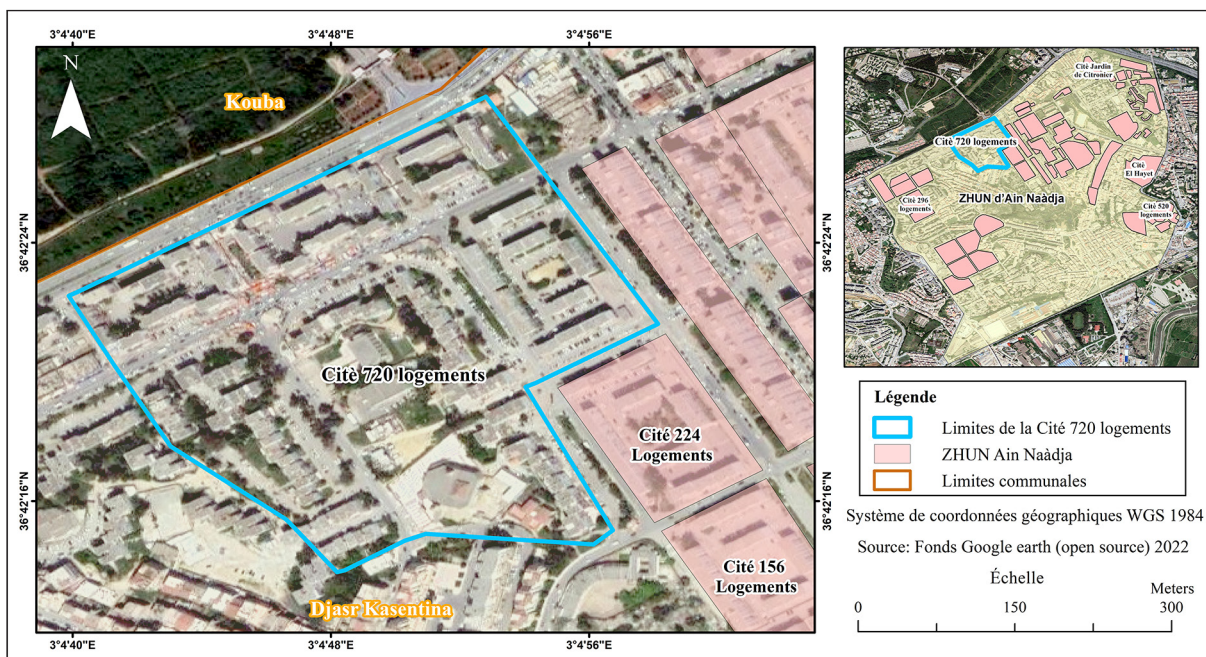 3°4'40"E
3°4'48"E
3°4'56"E
N
Kouba
36°42'24"N
36°42'24"N
Citè 720 logements
Cité 224
Logements
36°42'16"N
36°42'16"N
Cité 156
Logements
Djasr Kasentina
3°4'40"E
3°4'48"E
3°4'56"E
Cité Jardin
de Citronier
Cité 720 logements
Cité
El Hayet
ZHUN d'Ain Naàdja
Cité 296
logements
Cité 520
logements
Légende
Limites de la Cité 720 logements
ZHUN Ain Naàdja
Limites communales
Système de coordonnées géographiques WGS 1984
Source: Fonds Google earth (open source) 2022
Échelle
Meters
0
150
300